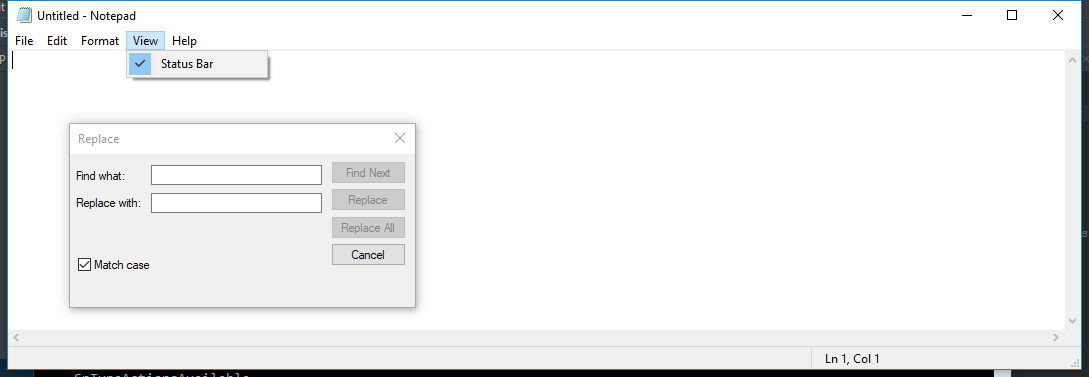 Untitled - Notepad
File Edit Format View Help
Status Bar
Replace
Find what:
Find Next
Replace with:
Replace
Replace All
Cancel
Match case
Ln 1, Col 1